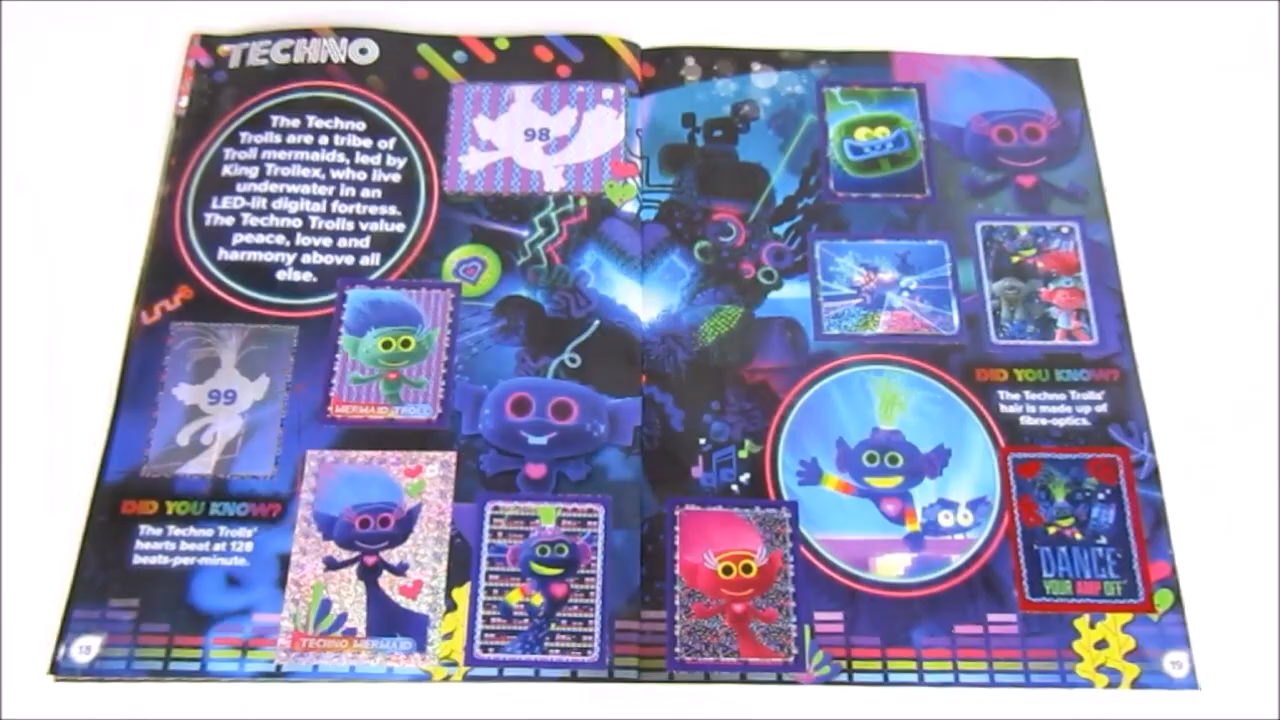 TECHNO
The Techno
Trolls are a tribe of
Troll mermaids, led by
King Trollex, who live
underwater in an
LED-lit digital fortress.
The Techno Trolls value
peace, love and
harmony above all
else.
98
99
MERMAID TROLL
DID YOU KNOW?
The Techno Trolls'
hearts beat at 128
beats-per-minute.
TECHNO MERMAID
18
DID YOU KNOW?
The Techno Trolls'
hair is made up of
fibre-optics.
DANCE
YOUR HAIR OFF
19